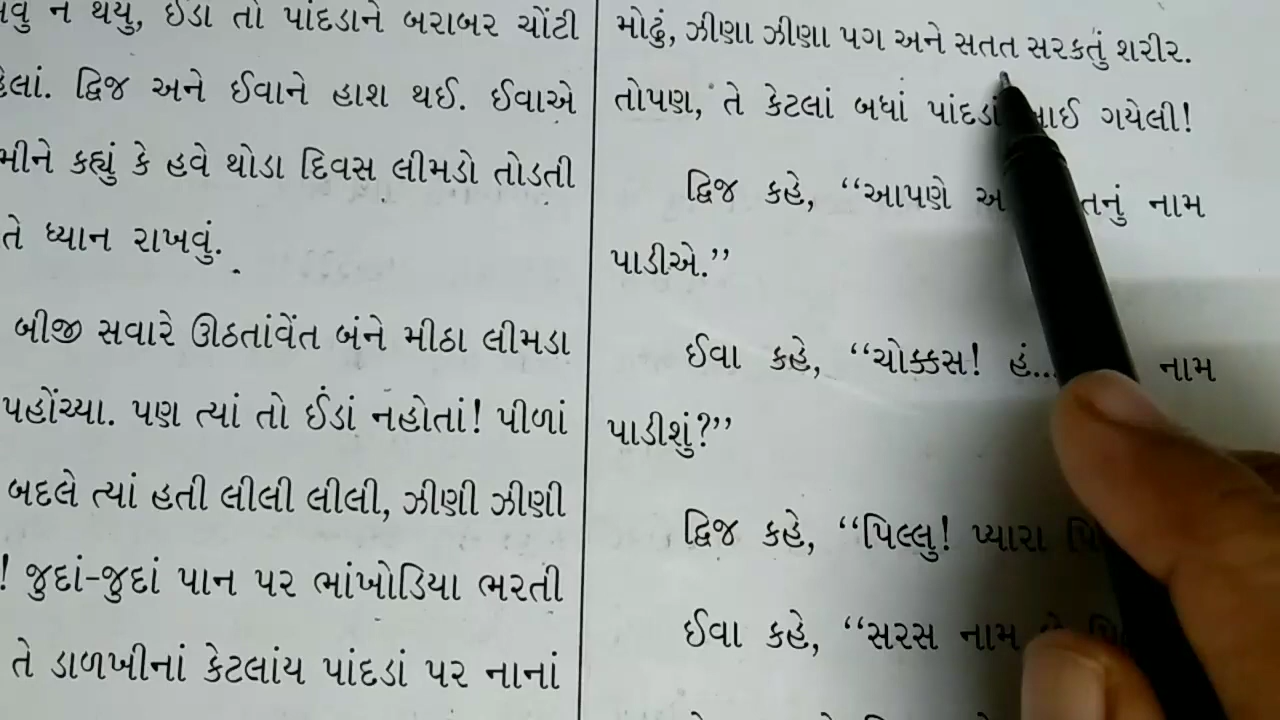 ન થયુ, ઈંડા તો પાંદડાને બરાબર ચોંટી
દ્વિજ અને ઈવાને હાશ થઈ. ઈવાએ
કહ્યું કે હવે થોડા દિવસ લીમડો તોડતી
તે ધ્યાન રાખવું.
બીજી સવારે ઊઠતાંવેંત બંને મીઠા લીમડા
પહોંચ્યા. પણ ત્યાં તો ઈંડાં નહોતાં! પીળાં
બદલે ત્યાં હતી લીલી લીલી, ઝીણી ઝીણી
! જુદાં-જુદાં પાન પર ભાંખોડિયા ભરતી
તે ડાળખીનાં કેટલાંય પાંદડાં પર નાનાં
મોઢું, ઝીણા ઝીણા પગ અને સતત સરકતું શરીર.
તોપણ, તે કેટલાં બધાં પાંદડાં ગયેલી!
દ્વિજ કહે, “આપણે નામ
પાડીએ.”
ઈવા કહે, “ચોક્કસ! હં... નામ
પાડીશું?”
દ્વિજ કહે, “પિલ્લુ! પ્યારા
ઈવા કહે, “સરસ નામ